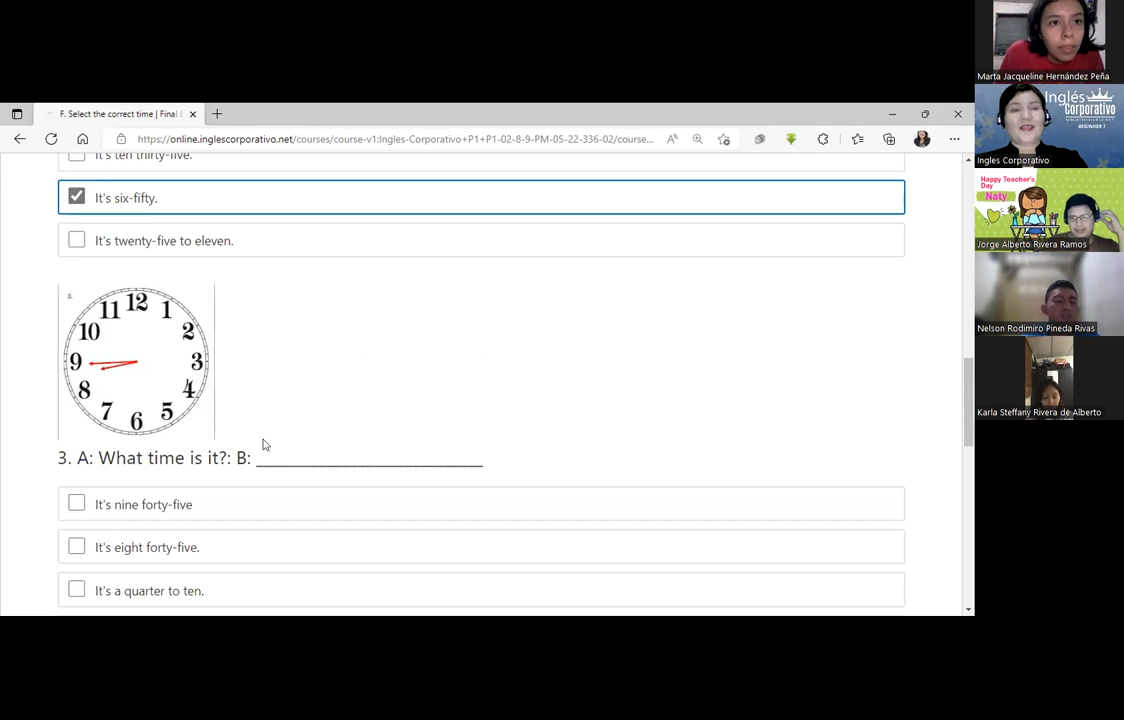 F. Select the correct time | Final E
https://online.inglescorporativo.net/courses/course-v1:Ingles-Corporativo+P1+P1-02-8-9-PM-05-22-336-02/course...
It's ten thirty-five.
It's six-fifty.
It's twenty-five to eleven.
3.
12
11 1
10 2
9 3
8 4
7 5
6
3. A: What time is it?: B: ___________________________
It's nine forty-five
It's eight forty-five.
It's a quarter to ten.
Marta Jacqueline Hernández Peña
Inglés
Corporativo
BEGINNER 1
Ingles Corporativo
Happy Teacher's
Day
Naty
Jorge Alberto Rivera Ramos
Nelson Rodimiro Pineda Rivas
Karla Steffany Rivera de Alberto